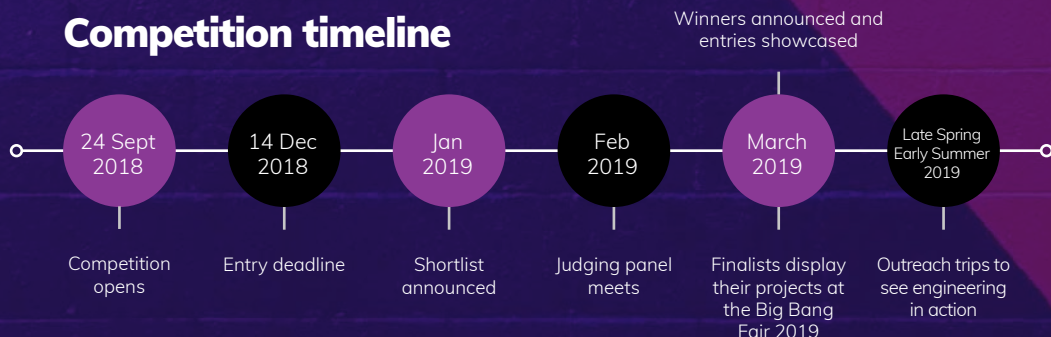 Competition timeline
Winners announced and
entries showcased
24 Sept
2018
14 Dec
2018
Jan
2019
Feb
2019
March
2019
Late Spring
Early Summer
2019
Competition
opens
Entry deadline
Shortlist
announced
Judging panel
meets
Finalists display
their projects at
the Big Bang
Fair 2019
Outreach trips to
see engineering
in action